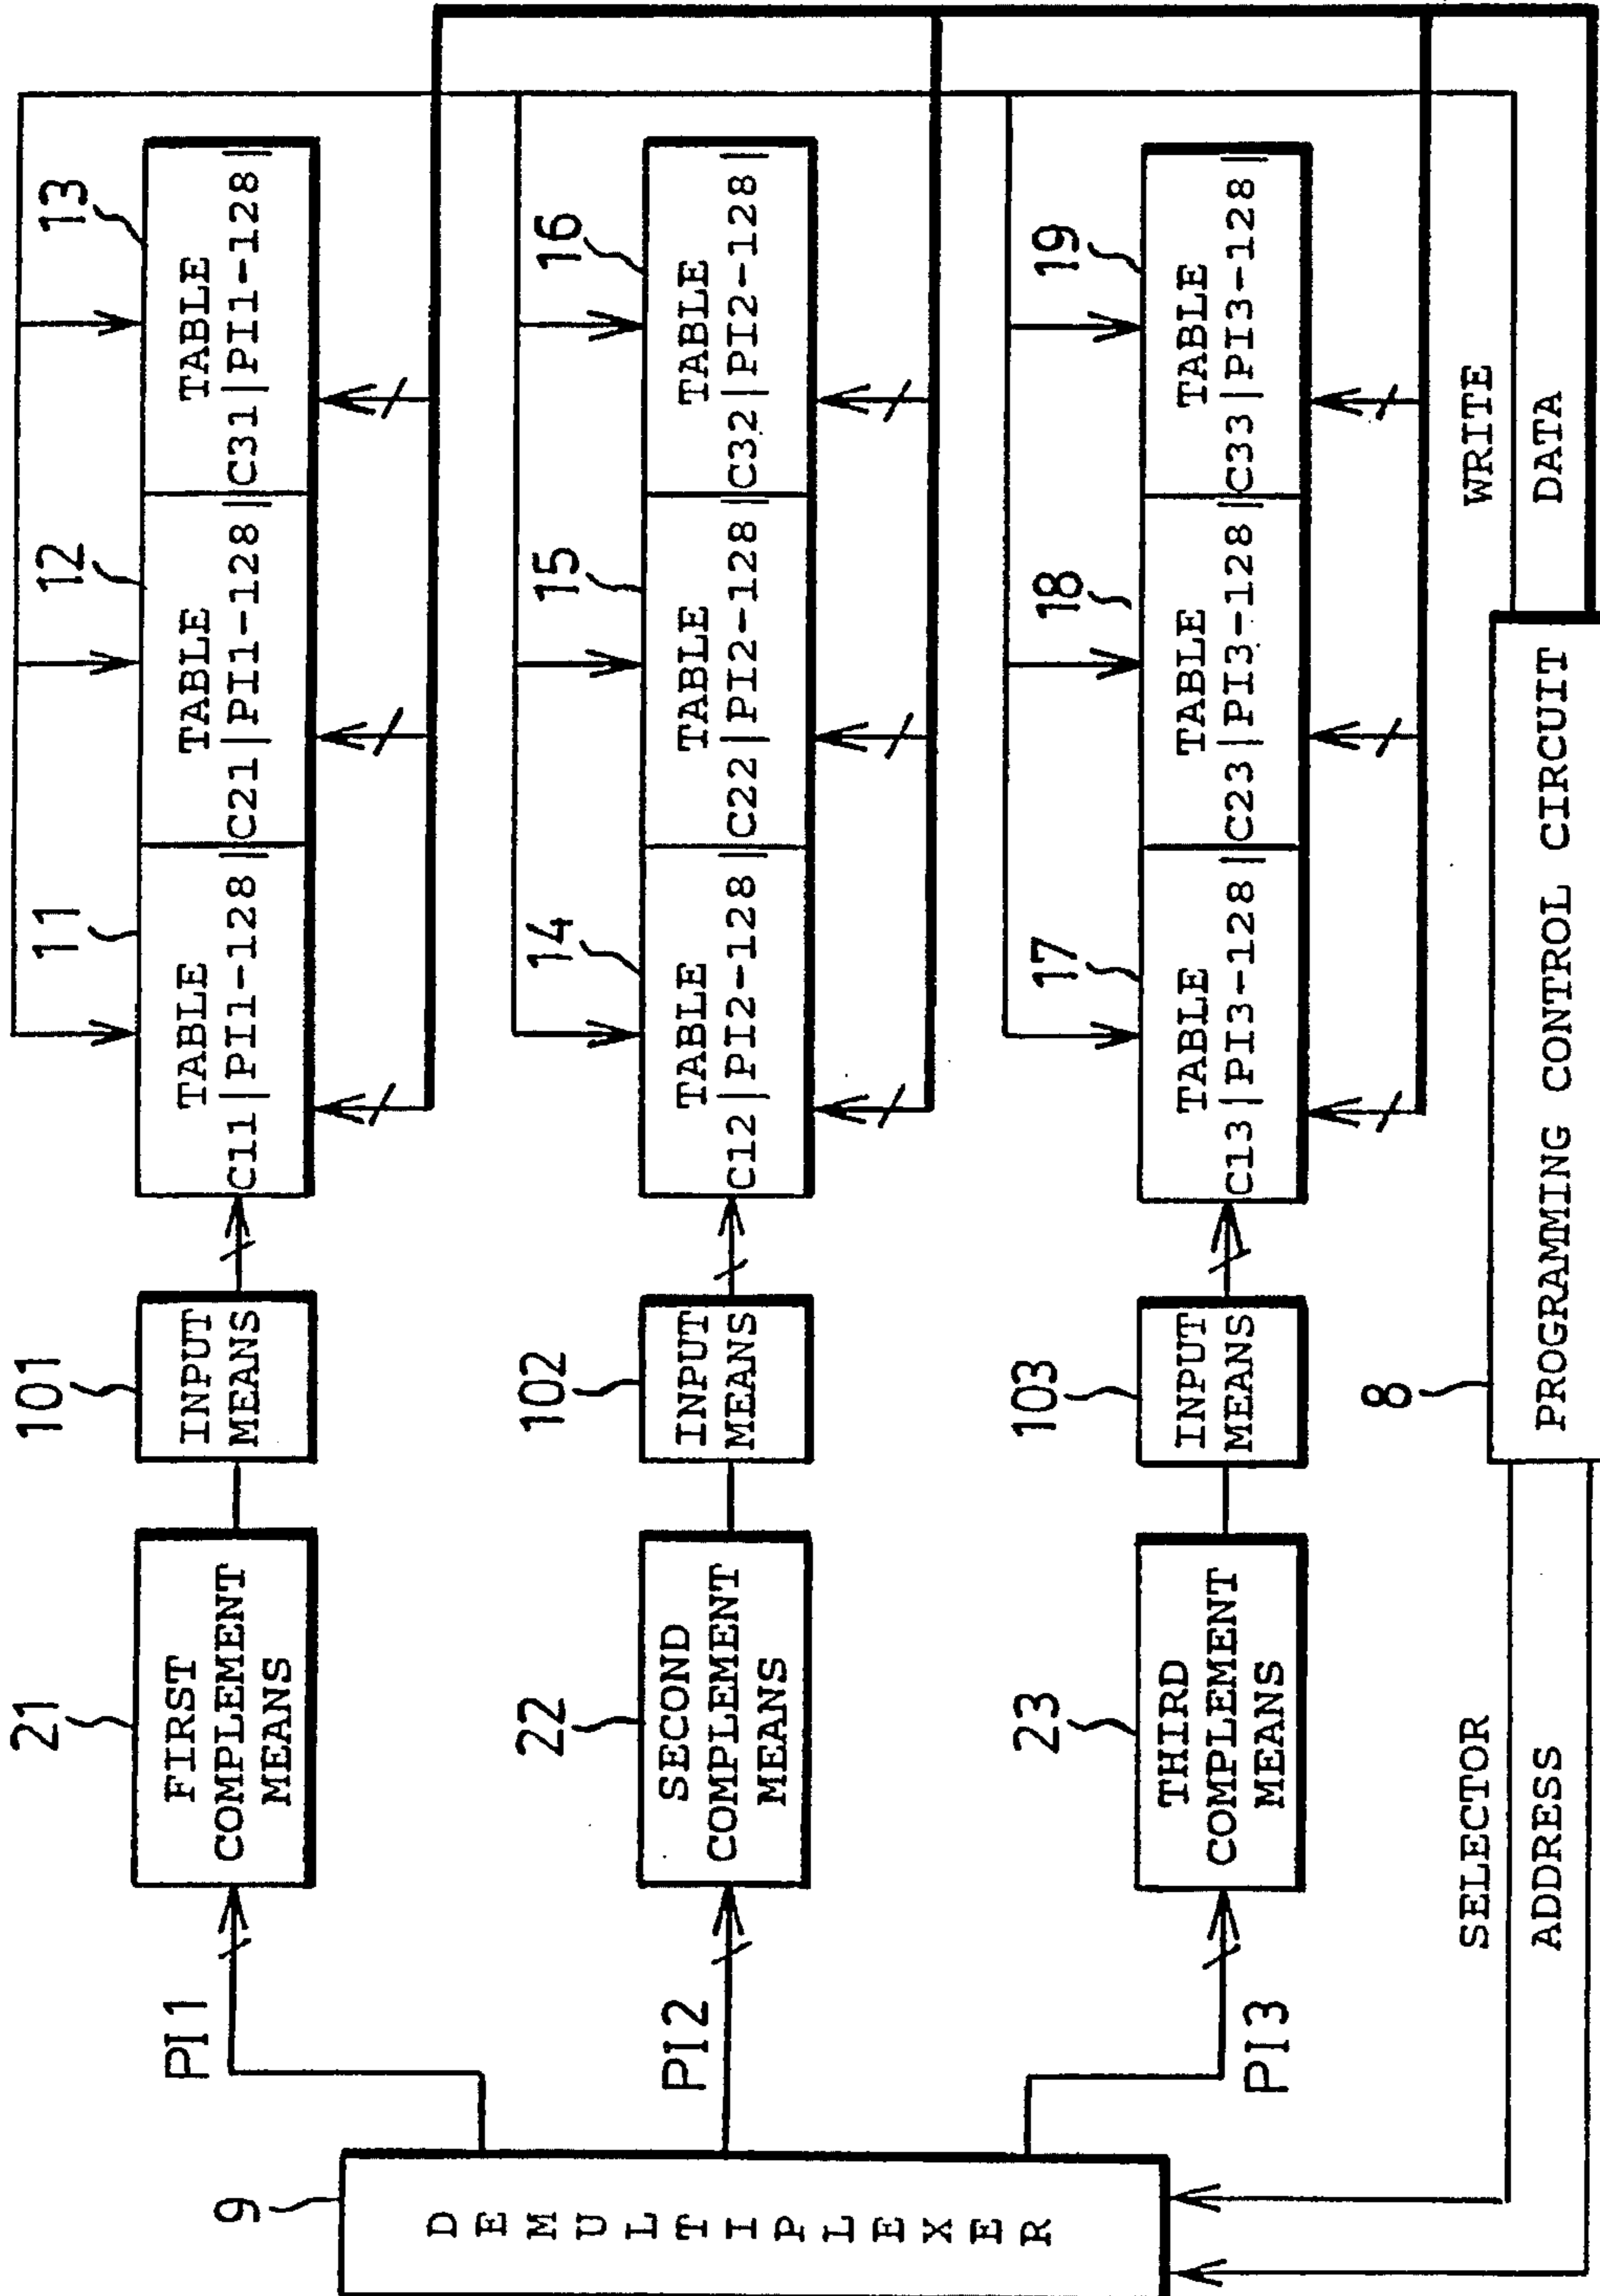 9
DEMULTIPLEXER
PI1
21
FIRST
COMPLEMENT
MEANS
101
INPUT
MEANS
11
TABLE
C11|PI1-128|
12
TABLE
C21|PI1-128|
13
TABLE
C31|PI1-128|
PI2
22
SECOND
COMPLEMENT
MEANS
102
INPUT
MEANS
14
TABLE
C12|PI2-128|
15
TABLE
C22|PI2-128|
16
TABLE
C32|PI2-128|
PI3
23
THIRD
COMPLEMENT
MEANS
103
INPUT
MEANS
17
TABLE
C13|PI3-128|
18
TABLE
C23|PI3-128|
19
TABLE
C33|PI3-128|
SELECTOR
ADDRESS
8
PROGRAMING CONTROL CIRCUIT
WRITE
DATA